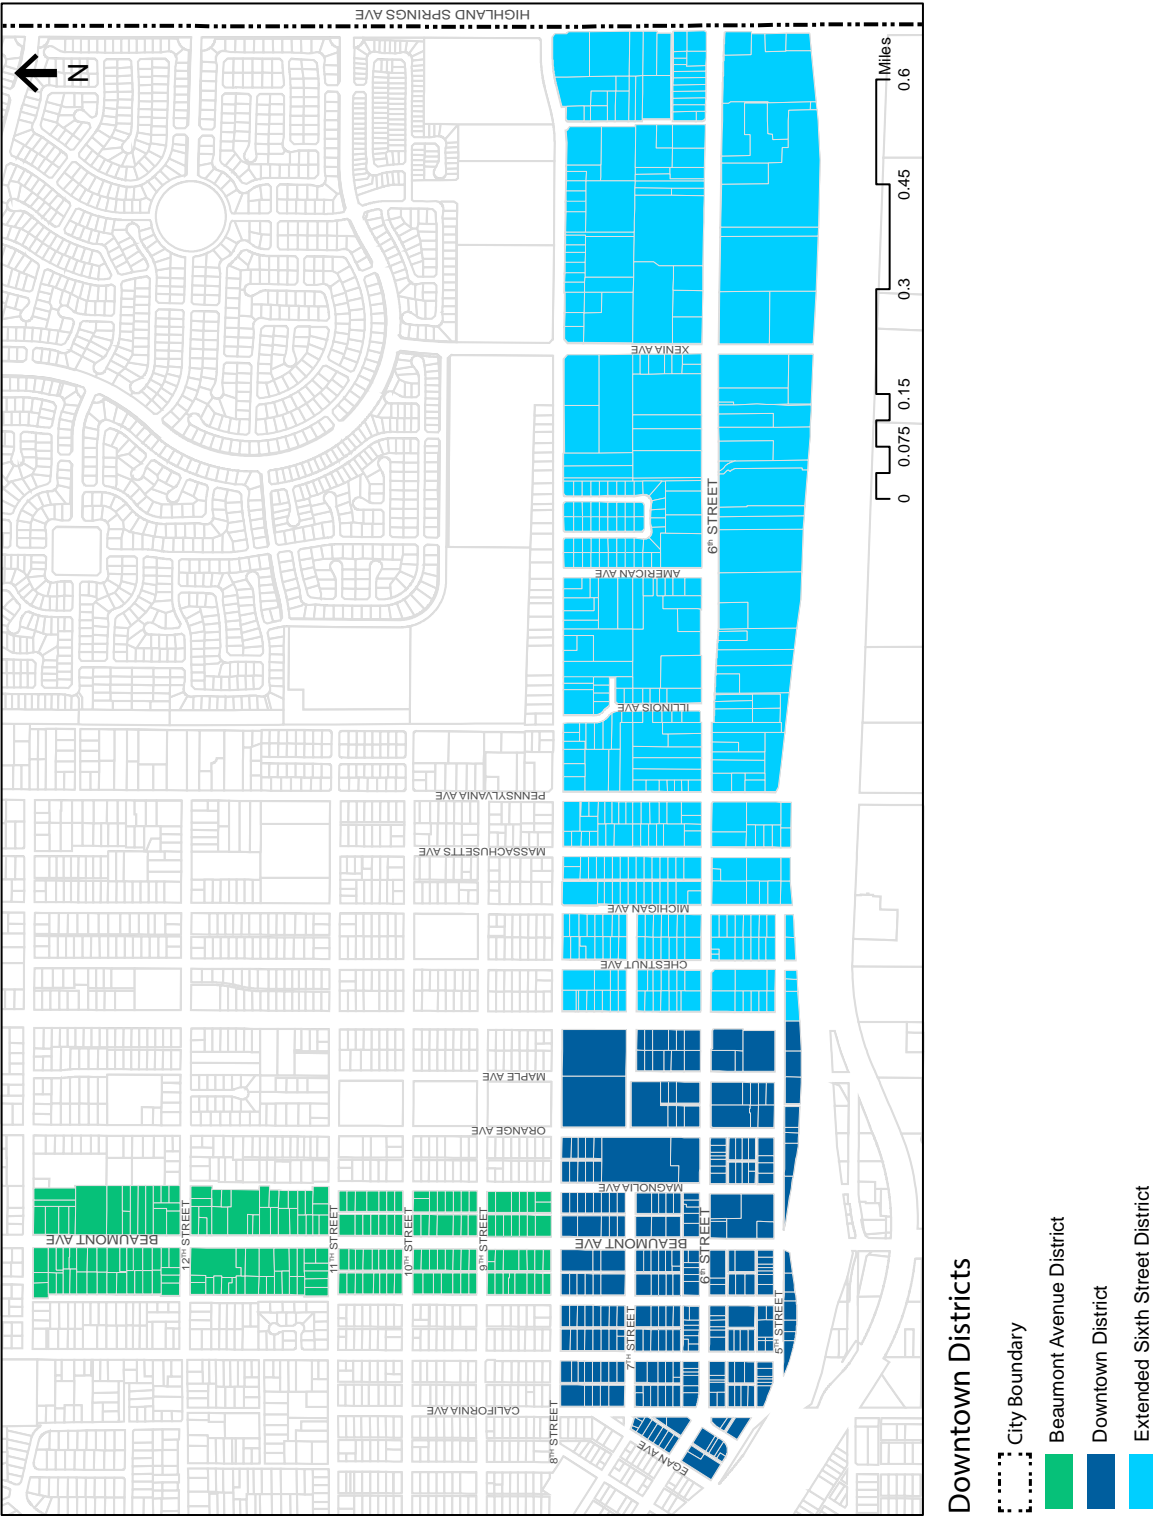 HIGHLAND SPRINGS AVE
N
Miles
0.6
0.45
0.3
0.15
0.075
0
XENIA AVE
6th STREET
AMERICAN AVE
ILLINOIS AVE
PENNSYLVANIA AVE
MASSACHUSETTS AVE
MICHIGAN AVE
CHESTNUT AVE
MAPLE AVE
ORANGE AVE
MAGNOLIA AVE
BEAUMONT AVE
12TH STREET
11TH STREET
10TH STREET
9TH STREET
BEAUMONT AVE
6th STREET
7TH STREET
5TH STREET
CALIFORNIA AVE
8TH STREET
EGAN AVE
Downtown Districts
City Boundary
Beaumont Avenue District
Downtown District
Extended Sixth Street District